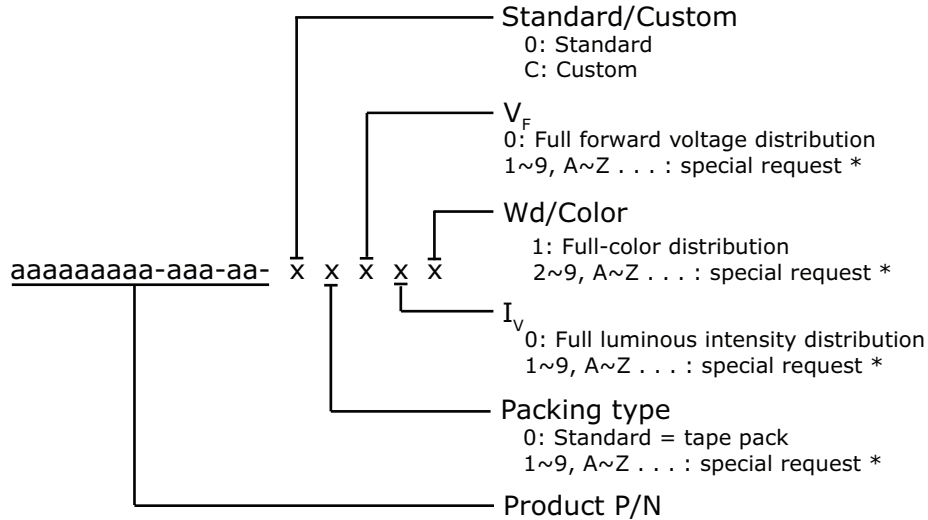 Standard/Custom
0: Standard
C: Custom
VF
0: Full forward voltage distribution
1~9, A~Z . . . : special request *
Wd/Color
1: Full-color distribution
2~9, A~Z . . . : special request *
aaaaaaaaa-aaa-aa- x x x x x
IV
0: Full luminous intensity distribution
1~9, A~Z . . . : special request *
Packing type
0: Standard = tape pack
1~9, A~Z . . . : special request *
Product P/N